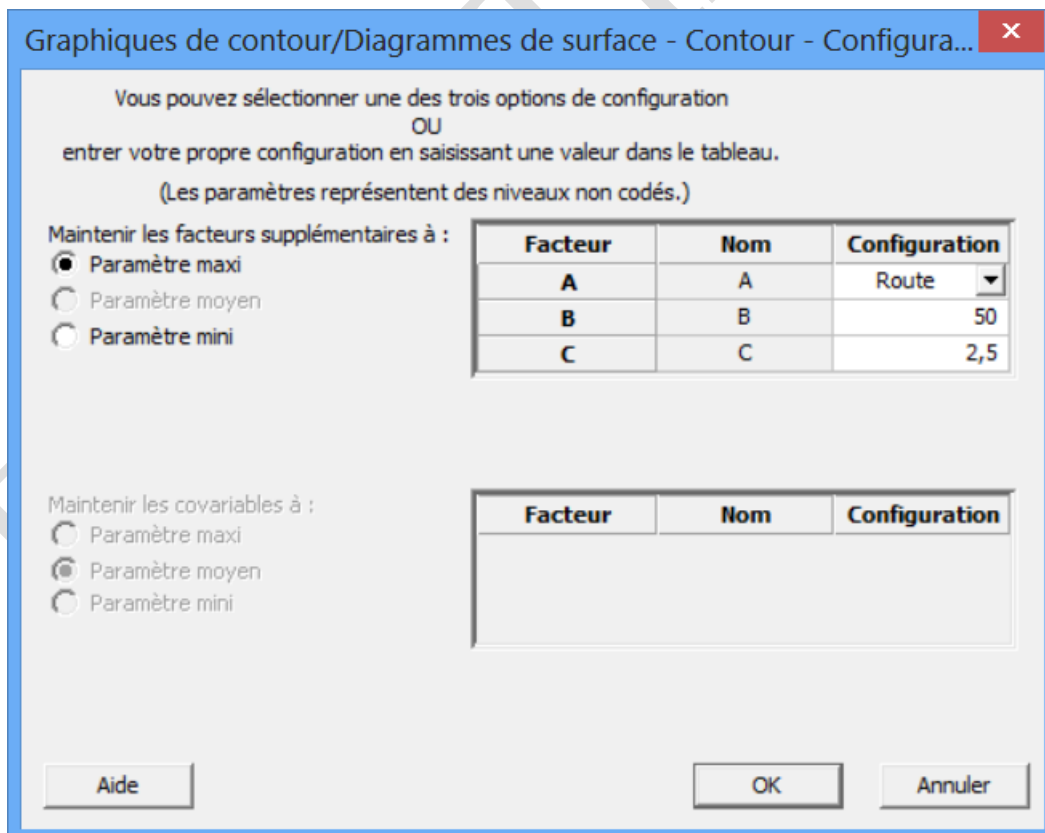 Graphiques de contour/Diagrammes de surface - Contour - Configura...
Vous pouvez sélectionner une des trois options de configuration
OU
entrer votre propre configuration en saisissant une valeur dans le tableau.
(Les paramètres représentent des niveaux non codés.)
Maintenir les facteurs supplémentaires à :
Paramètre maxi
Paramètre moyen
Paramètre mini
Facteur Nom Configuration
A A Route
B B 50
C C 2,5
Maintenir les covariables à :
Paramètre maxi
Paramètre moyen
Paramètre mini
Facteur Nom Configuration
Aide OK Annuler